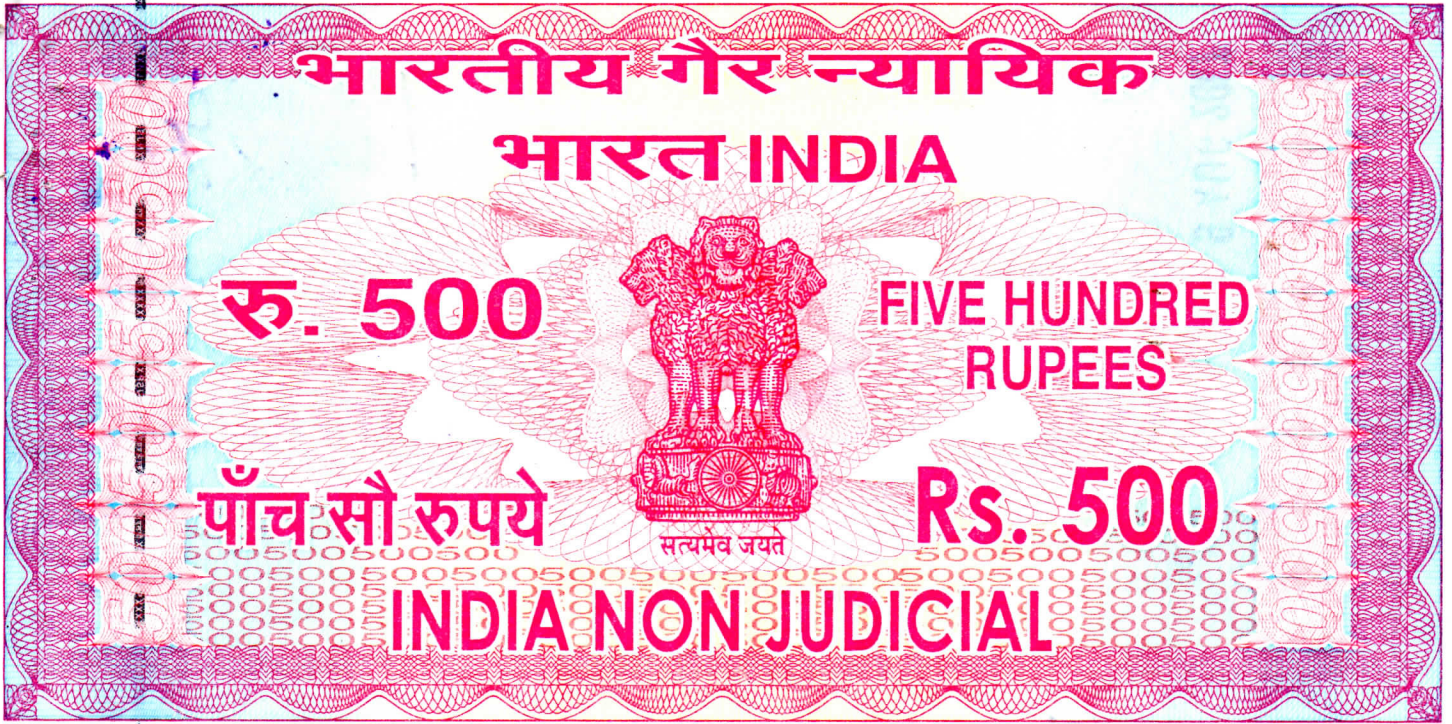 भारतीय गैर न्यायिक
भारत INDIA
रु. 500
FIVE HUNDRED
RUPEES
पाँच सौ रुपये
Rs. 500
सत्यमेव जयते
INDIA NON JUDICIAL